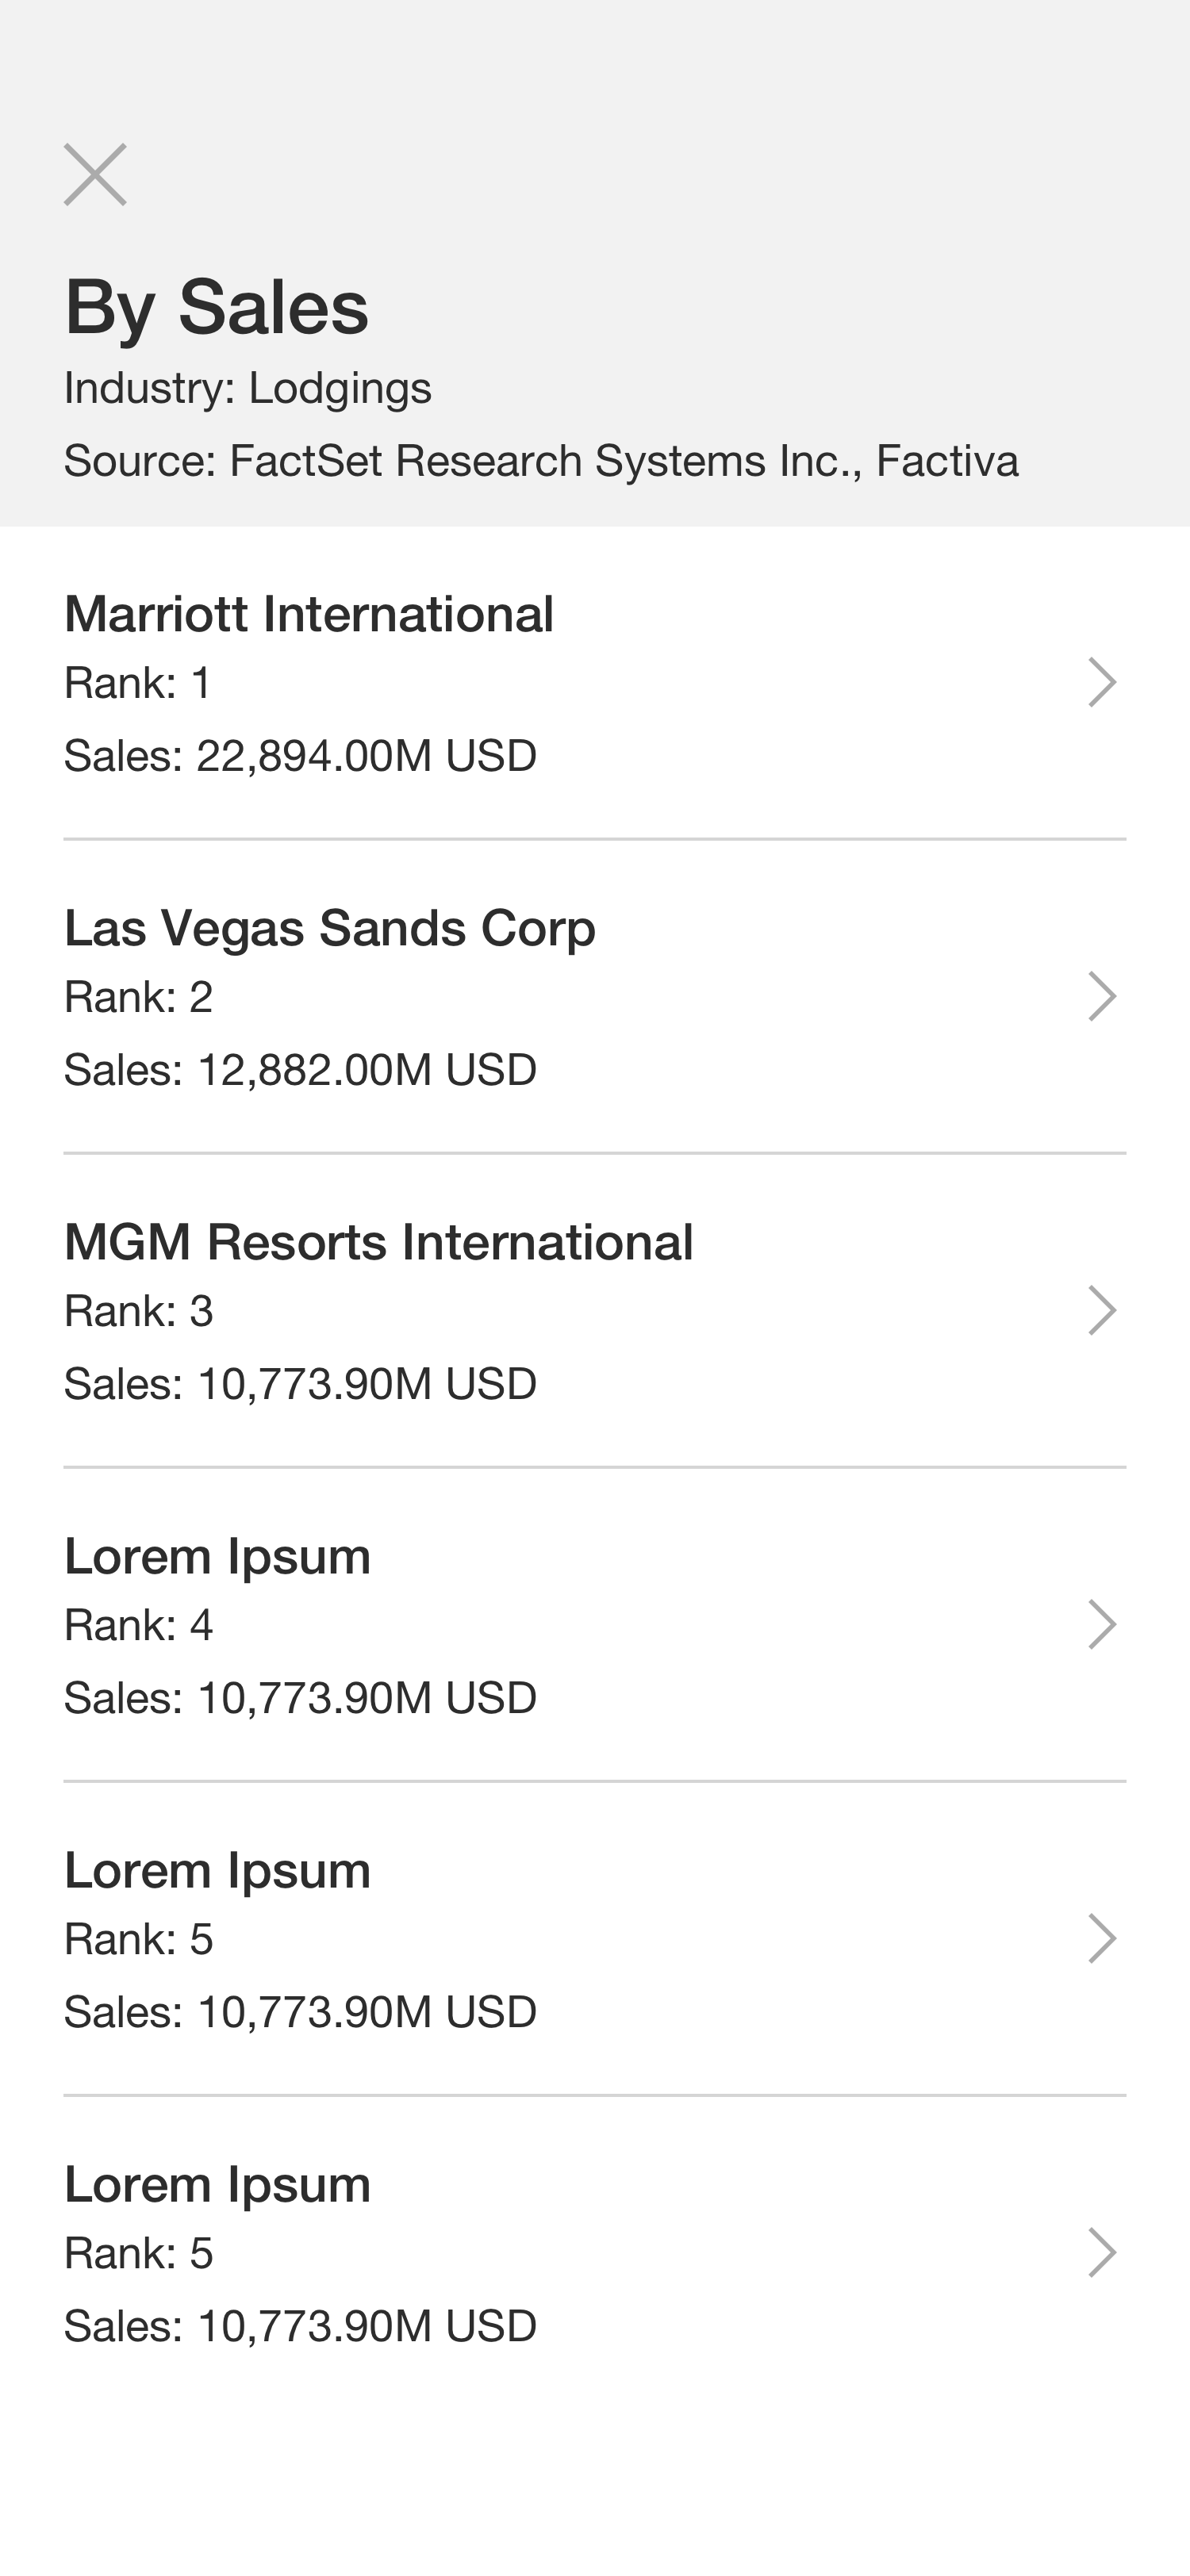 By Sales
Industry: Lodgings
Source: FactSet Research Systems Inc., Factiva
Marriott International
Rank: 1
Sales: 22,894.00M USD
Las Vegas Sands Corp
Rank: 2
Sales: 12,882.00M USD
MGM Resorts International
Rank: 3
Sales: 10,773.90M USD
Lorem Ipsum
Rank: 4
Sales: 10,773.90M USD
Lorem Ipsum
Rank: 5
Sales: 10,773.90M USD
Lorem Ipsum
Rank: 5
Sales: 10,773.90M USD